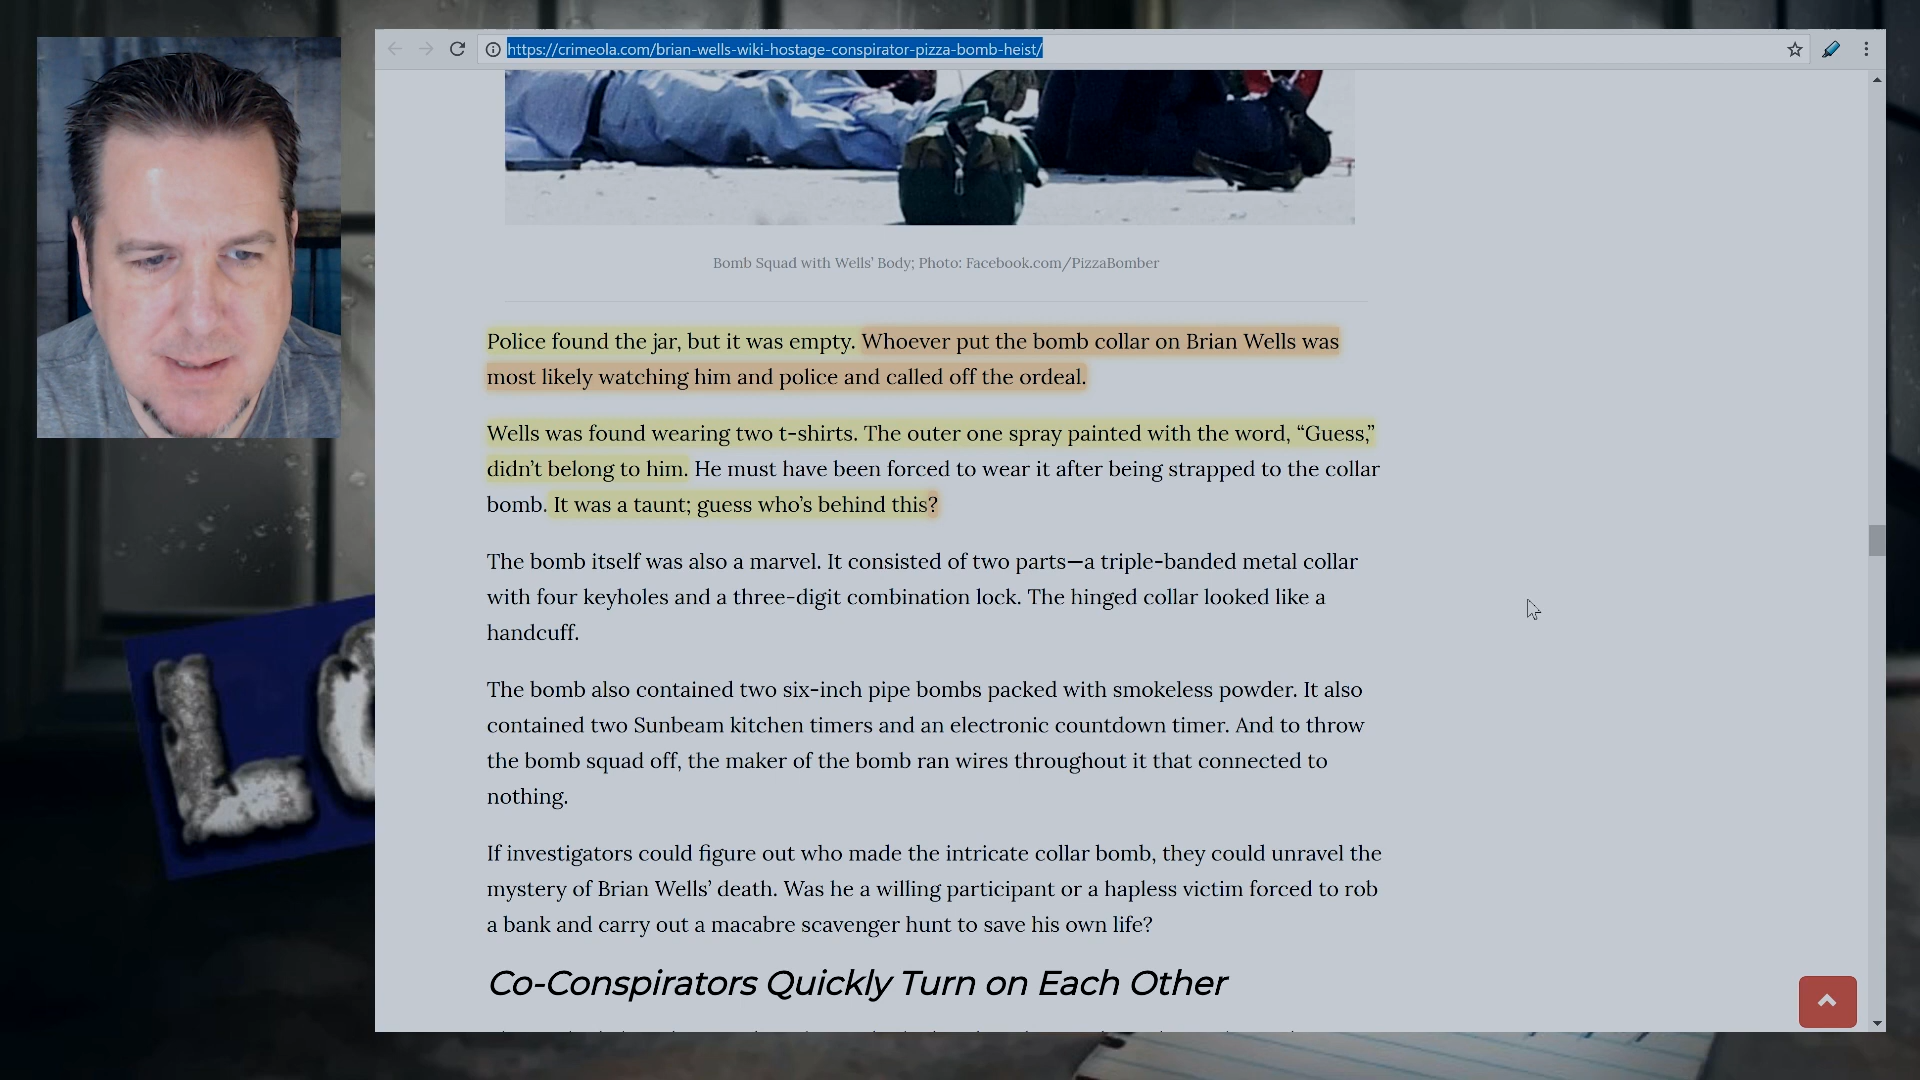 https://crimeola.com/brian-wells-wiki-hostage-conspirator-pizza-bomb-heist/
Bomb Squad with Wells’ Body; Photo: Facebook.com/PizzaBomber
Police found the jar, but it was empty. Whoever put the bomb collar on Brian Wells was
most likely watching him and police and called off the ordeal.
Wells was found wearing two t-shirts. The outer one spray painted with the word, “Guess,”
didn’t belong to him. He must have been forced to wear it after being strapped to the collar
bomb. It was a taunt; guess who’s behind this?
The bomb itself was also a marvel. It consisted of two parts—a triple-banded metal collar
with four keyholes and a three-digit combination lock. The hinged collar looked like a
handcuff.
The bomb also contained two six-inch pipe bombs packed with smokeless powder. It also
contained two Sunbeam kitchen timers and an electronic countdown timer. And to throw
the bomb squad off, the maker of the bomb ran wires throughout it that connected to
nothing.
If investigators could figure out who made the intricate collar bomb, they could unravel the
mystery of Brian Wells’ death. Was he a willing participant or a hapless victim forced to rob
a bank and carry out a macabre scavenger hunt to save his own life?
Co-Conspirators Quickly Turn on Each Other